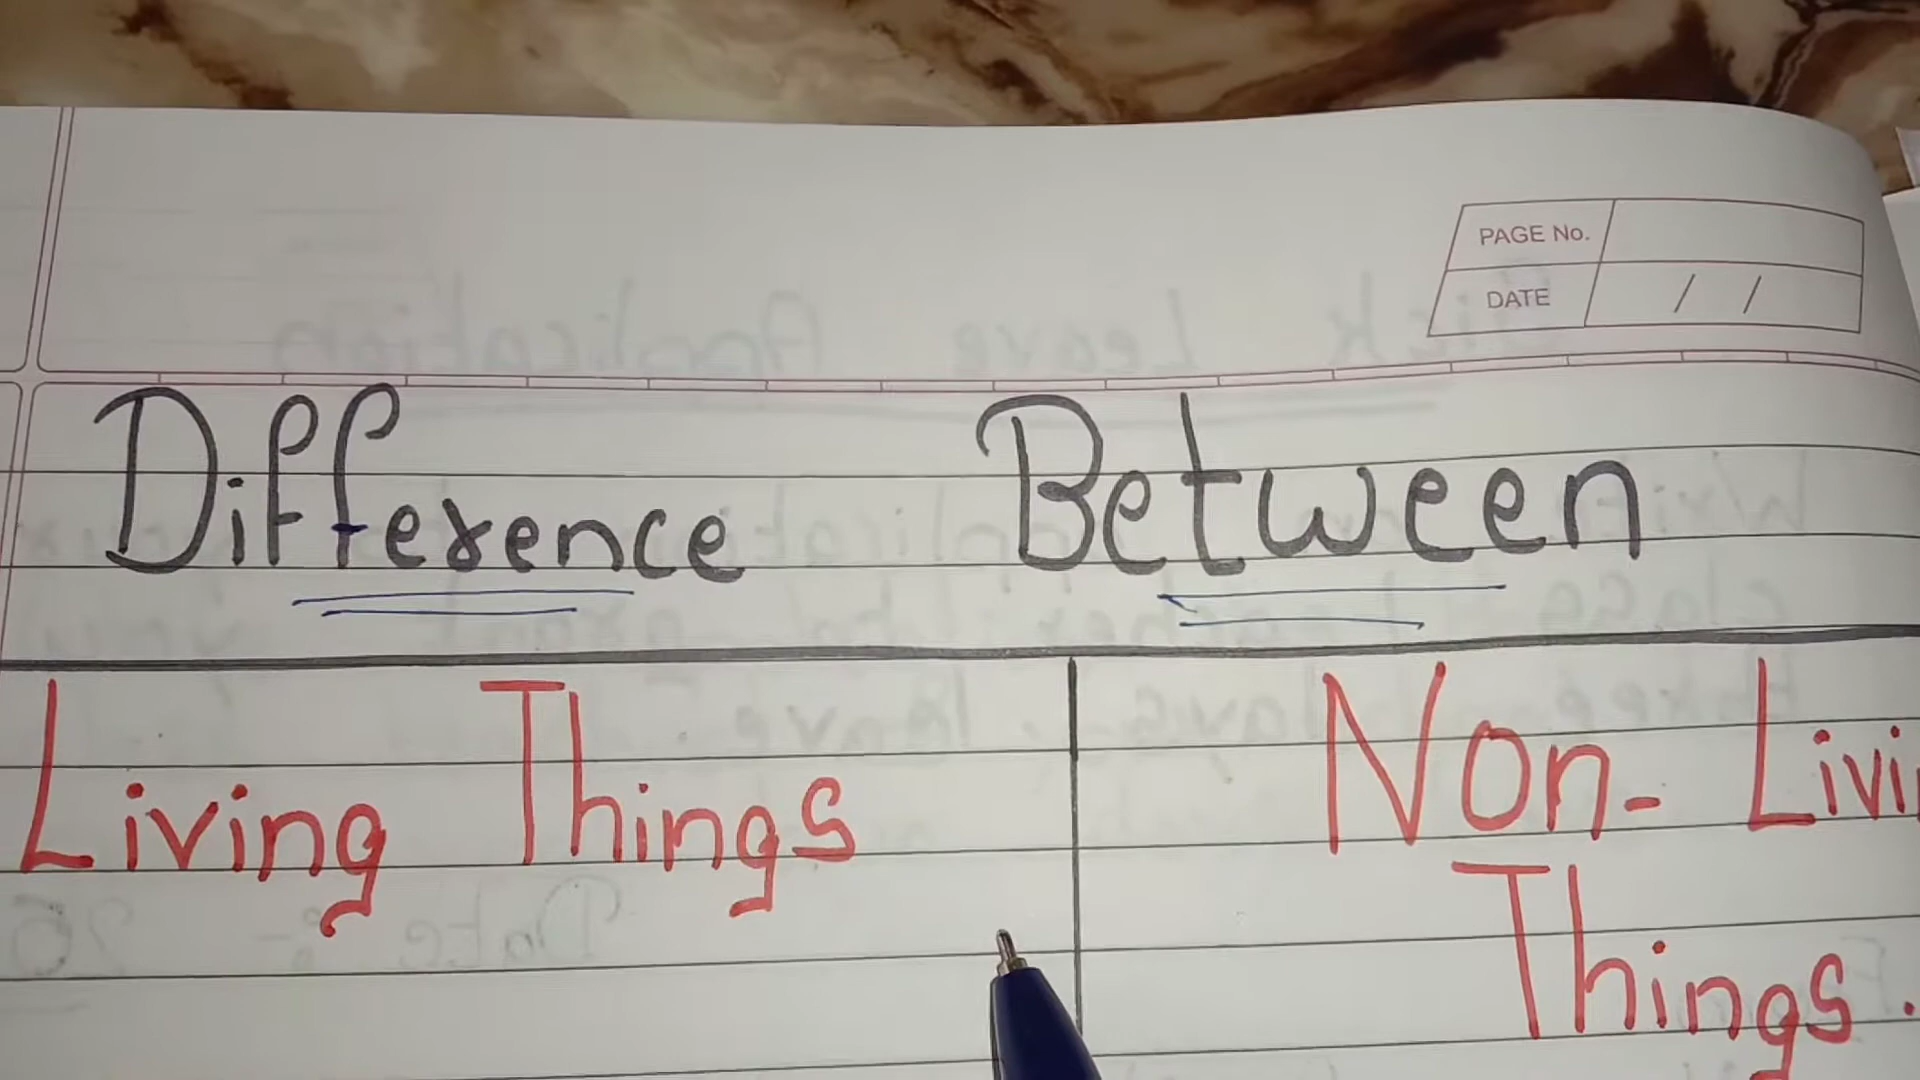 PAGE No.
DATE / /
Difference Between
Living Things
Non-Livi
Things.